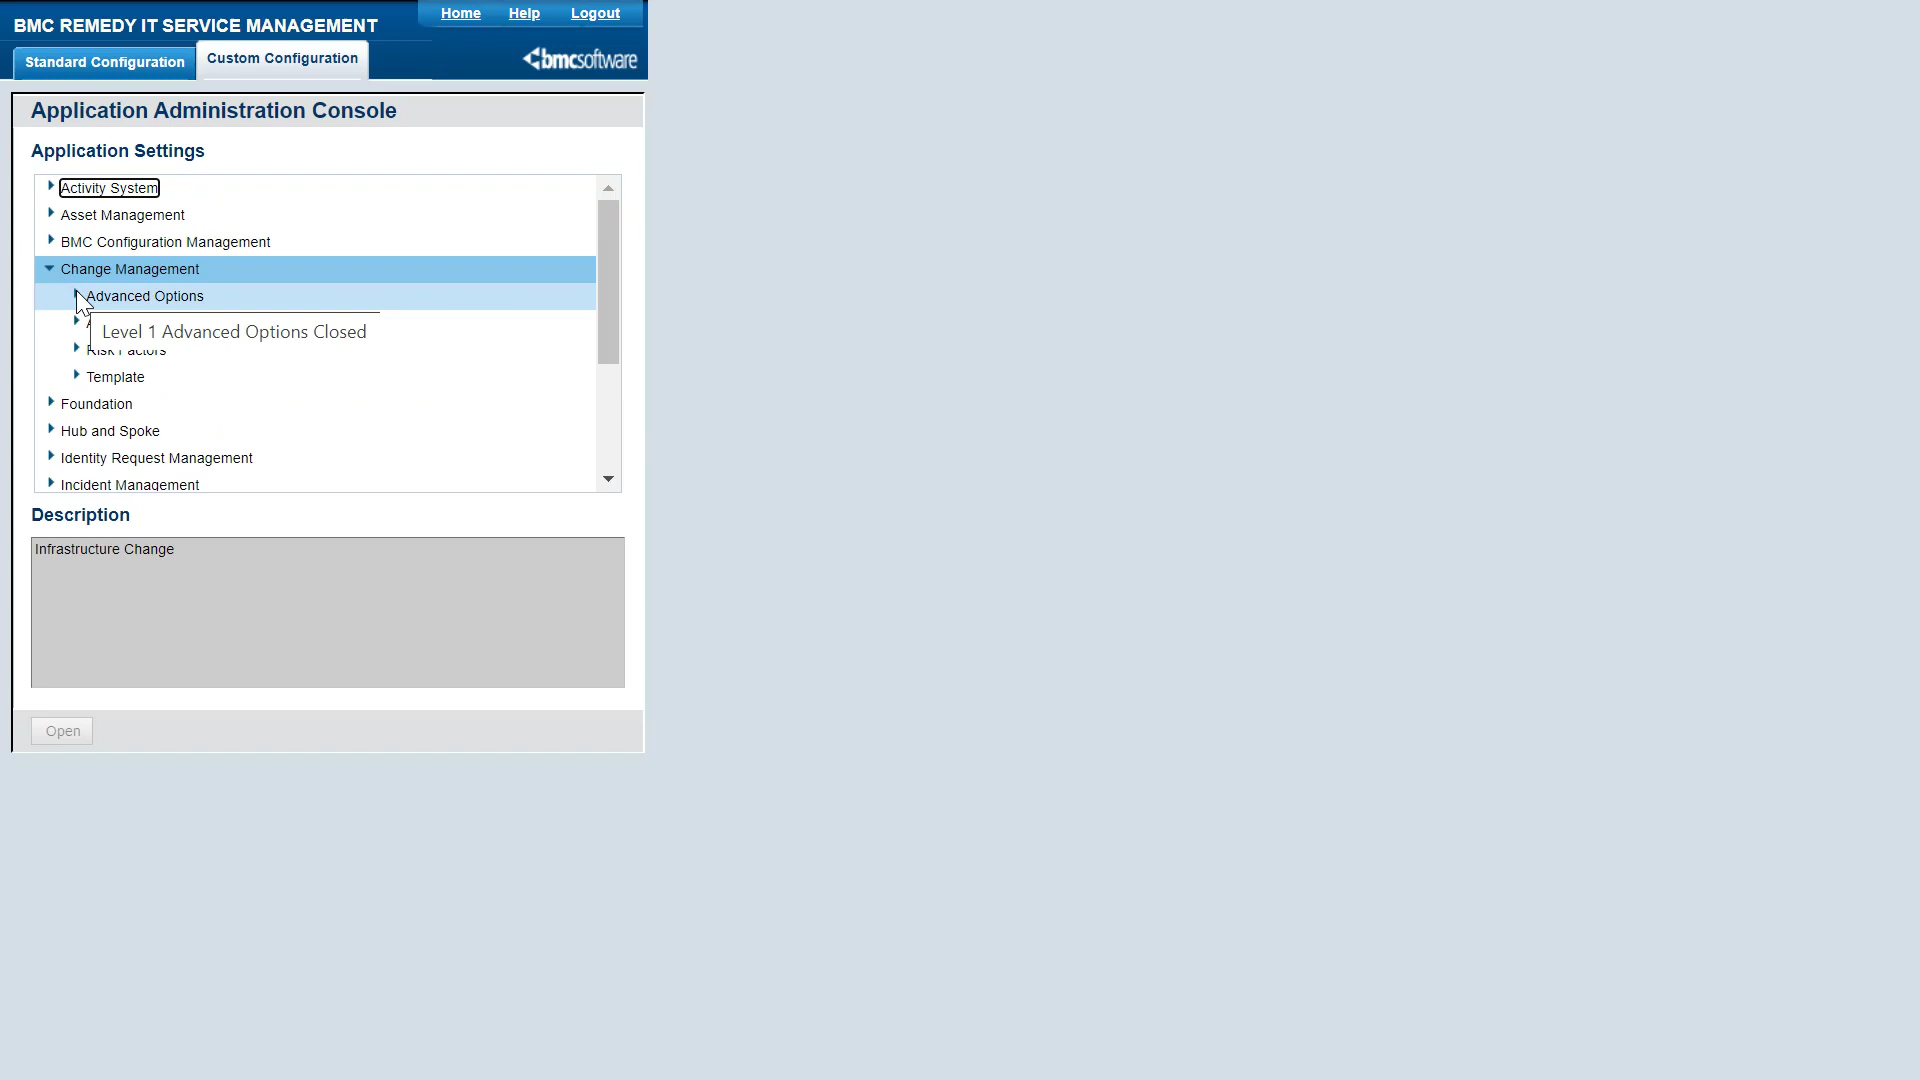 BMC REMEDY IT SERVICE MANAGEMENT
Home Help Logout
Standard Configuration
Custom Configuration
bmcsoftware
Application Administration Console
Application Settings
Activity System
Asset Management
BMC Configuration Management
Change Management
Advanced Options
Level 1 Advanced Options Closed
Risk Factors
Template
Foundation
Hub and Spoke
Identity Request Management
Incident Management
Description
Infrastructure Change
Open